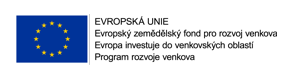 EVROPSKÁ UNIE
Evropský zemědělský fond pro rozvoj venkova
Evropa investuje do venkovských oblastí
Program rozvoje venkova